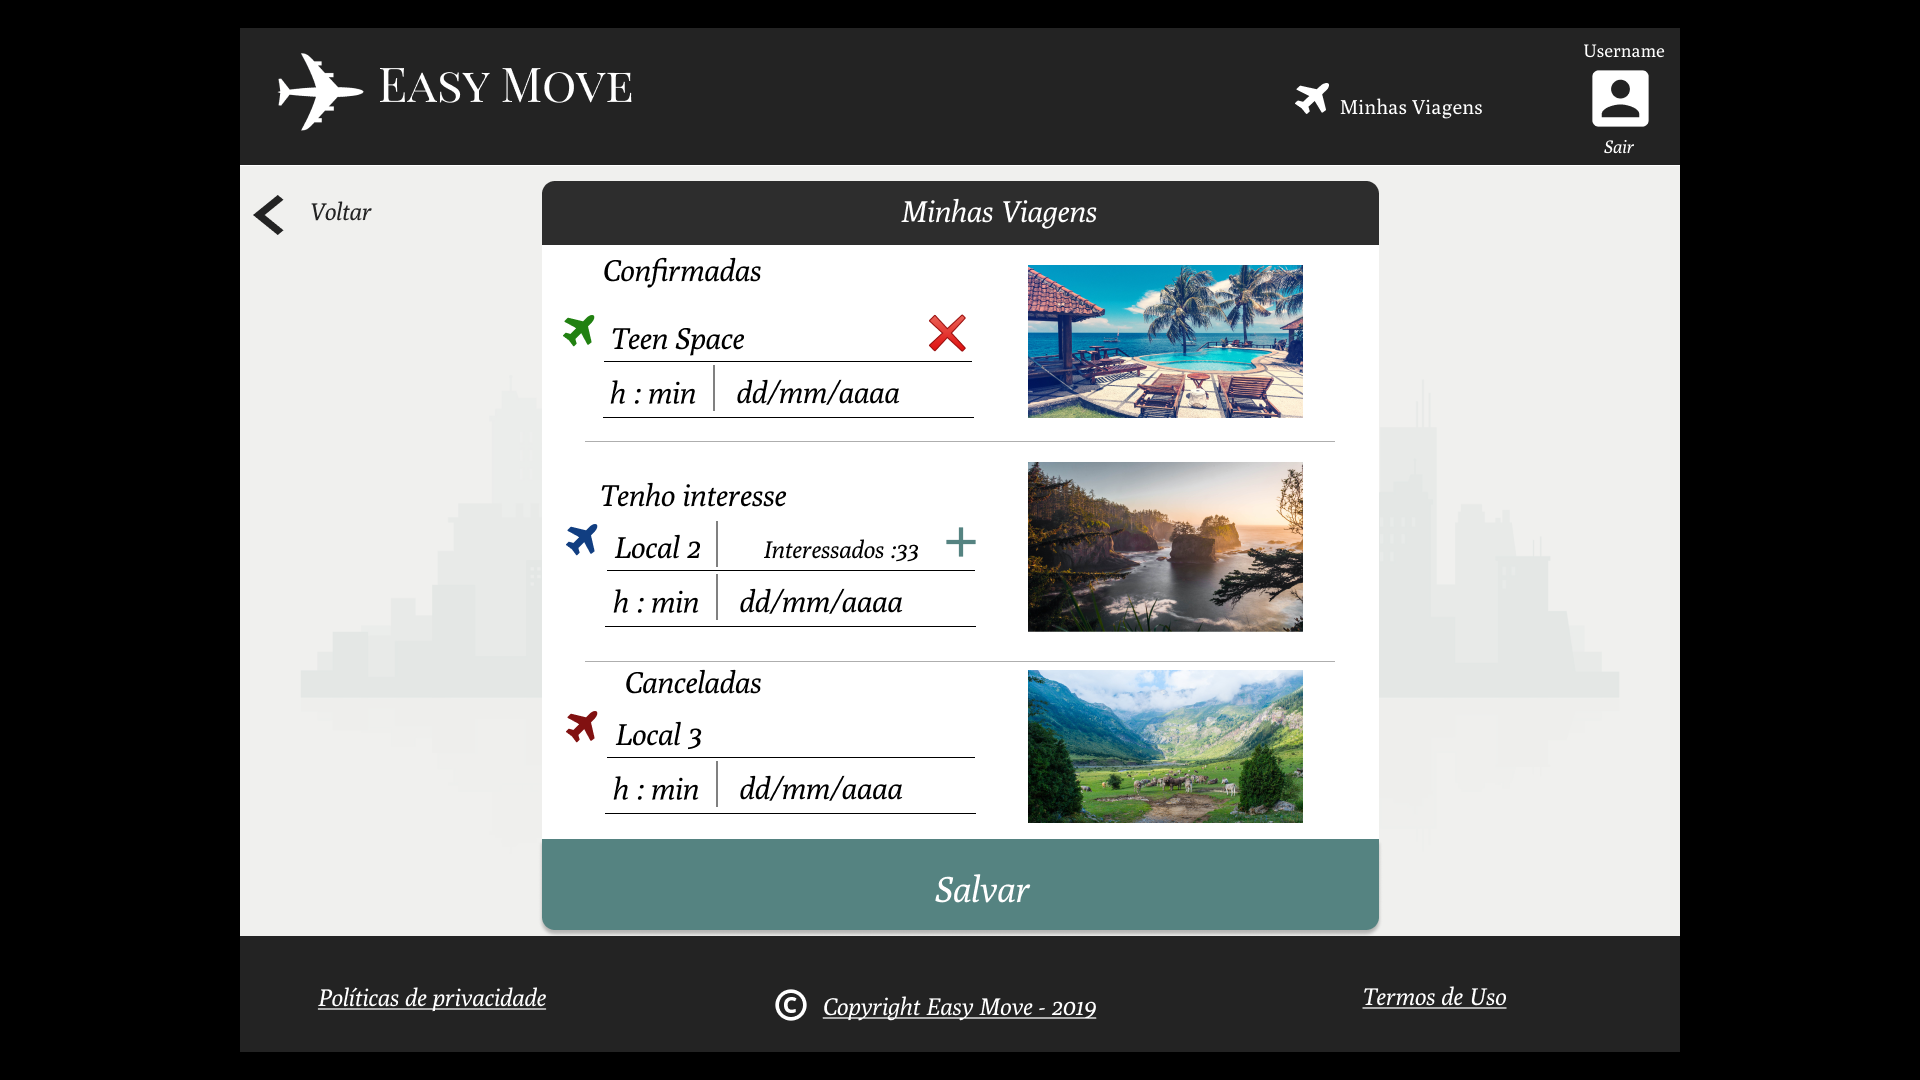 EASY MOVE
Minhas Viagens
Username
Sair
Voltar
Minhas Viagens
Confirmadas
Teen Space
h : min dd/mm/aaaa
Tenho interesse
Local 2 Interessados :33
h : min dd/mm/aaaa
Canceladas
Local 3
h : min dd/mm/aaaa
Salvar
Políticas de privacidade
© Copyright Easy Move - 2019
Termos de Uso